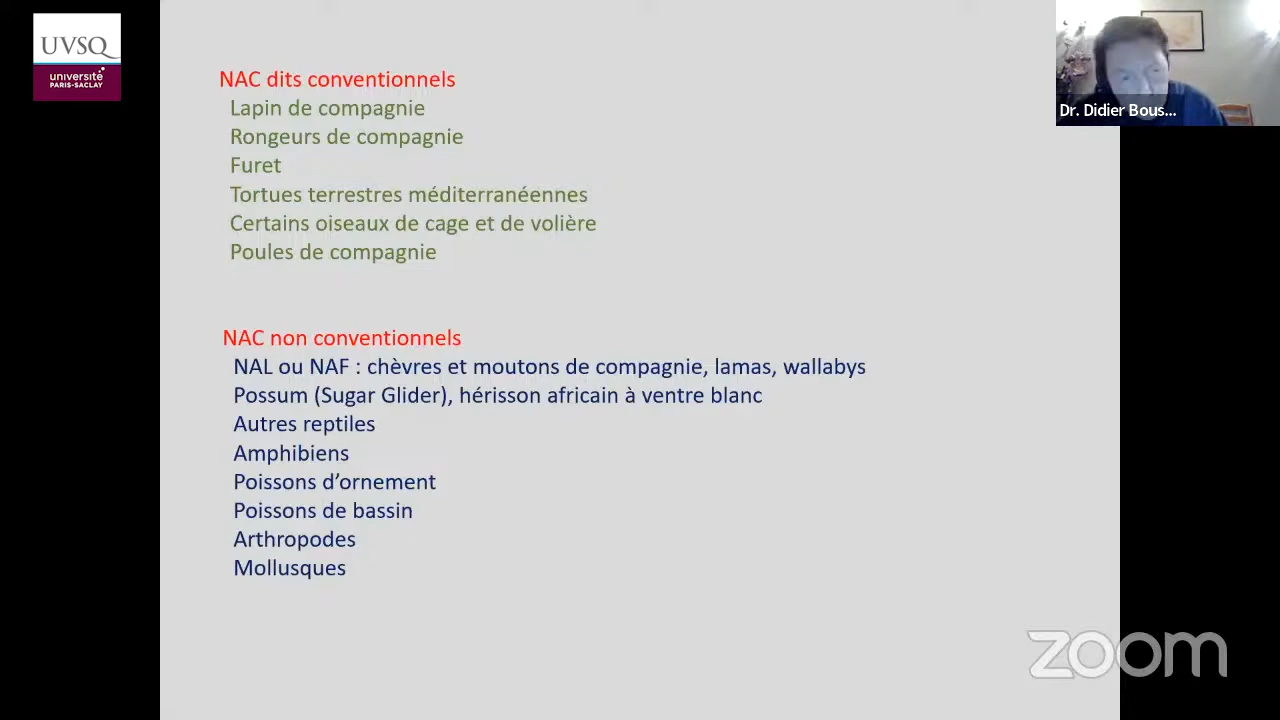 UVSQ
université
PARIS-SACLAY
NAC dits conventionnels
Lapin de compagnie
Rongeurs de compagnie
Furet
Tortues terrestres méditerranéennes
Certains oiseaux de cage et de volière
Poules de compagnie
NAC non conventionnels
NAL ou NAF : chèvres et moutons de compagnie, lamas, wallabys
Possum (Sugar Glider), hérisson africain à ventre blanc
Autres reptiles
Amphibiens
Poissons d’ornement
Poissons de bassin
Arthropodes
Mollusques
Dr. Didier Bous...
zoom